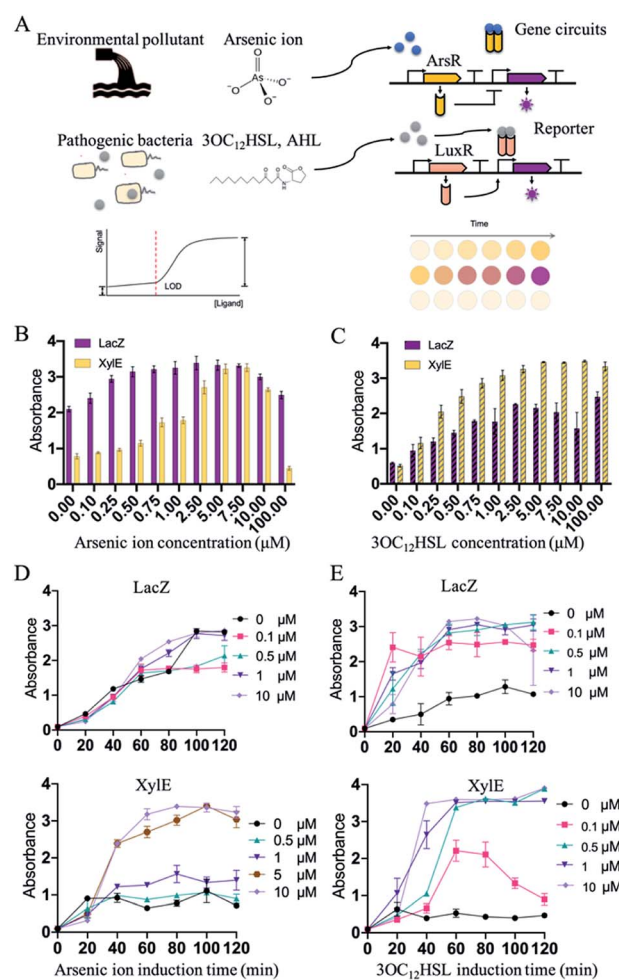 A
Environmental pollutant
Arsenic ion
Gene circuits
O
O⁻ As O⁻
O⁻
ArsR
Pathogenic bacteria
3OC₁₂HSL, AHL
Reporter
LuxR
O O O
N
H
O
Signal
LOD
[Ligand]
Time
B
LacZ
XylE
Absorbance
4
3
2
1
0
0.00 0.10 0.25 0.50 0.75 1.00 2.50 5.00 7.50 10.00 100.00
Arsenic ion concentration (μM)
C
LacZ
XylE
Absorbance
4
3
2
1
0
0.00 0.10 0.25 0.50 0.75 1.00 2.50 5.00 7.50 10.00 100.00
3OC₁₂HSL concentration (μM)
D
LacZ
Absorbance
4
3
2
1
0
0 20 40 60 80 100 120
0 μM
0.1 μM
0.5 μM
1 μM
10 μM
XylE
Absorbance
4
3
2
1
0
0 20 40 60 80 100 120
0 μM
0.5 μM
1 μM
5 μM
10 μM
Arsenic ion induction time (min)
E
LacZ
Absorbance
4
3
2
1
0
0 20 40 60 80 100 120
0 μM
0.1 μM
0.5 μM
1 μM
10 μM
XylE
Absorbance
4
3
2
1
0
0 20 40 60 80 100 120
0 μM
0.1 μM
0.5 μM
1 μM
10 μM
3OC₁₂HSL induction time (min)